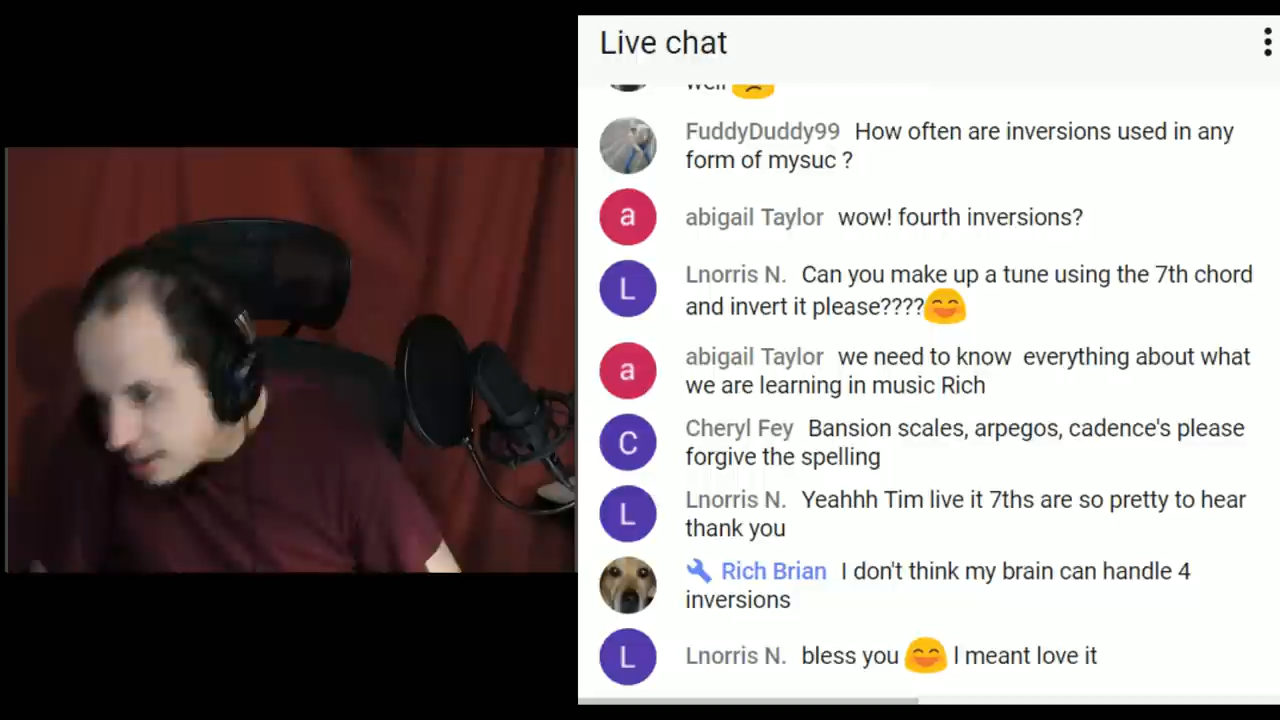 Live chat
well
FuddyDuddy99 How often are inversions used in any
form of mysuc ?
abigail Taylor wow! fourth inversions?
Lnorris N. Can you make up a tune using the 7th chord
and invert it please????😄
abigail Taylor we need to know everything about what
we are learning in music Rich
Cheryl Fey Bansion scales, arpegos, cadence's please
forgive the spelling
Lnorris N. Yeahhh Tim live it 7ths are so pretty to hear
thank you
Rich Brian I don't think my brain can handle 4
inversions
Lnorris N. bless you 😄 I meant love it
a
L
a
C
L
L